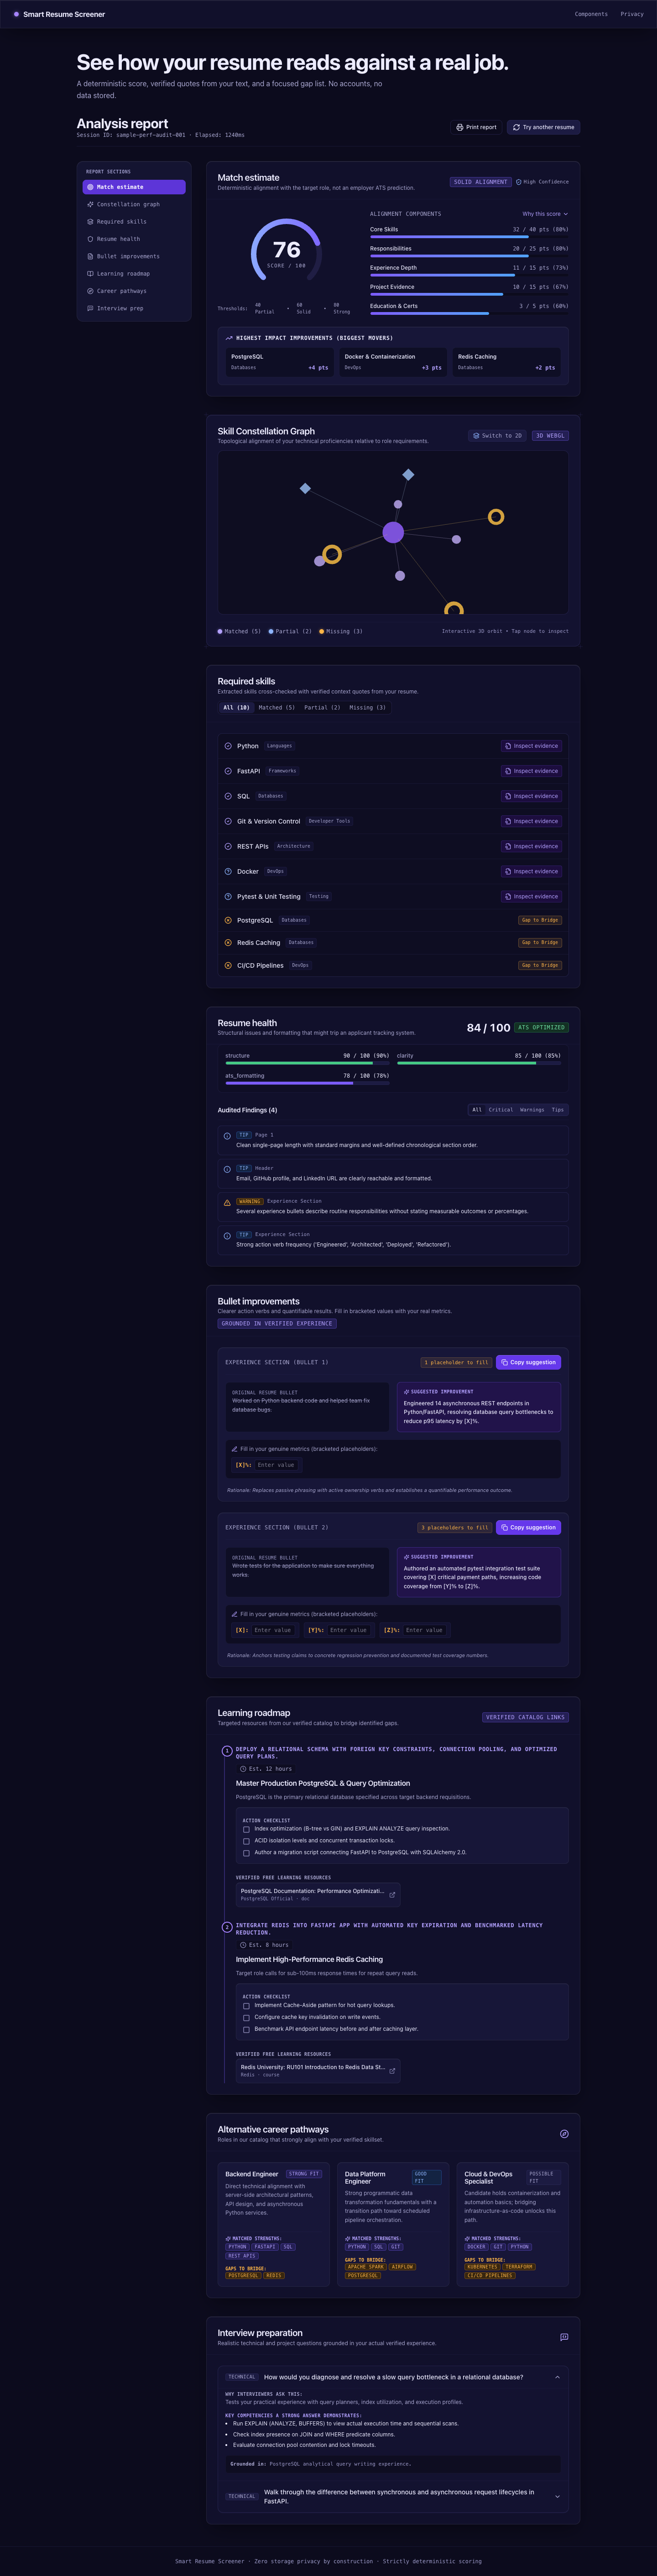 Smart Resume Screener
Components
Privacy
See how your resume reads against a real job.
A deterministic score, verified quotes from your text, and a focused gap list. No accounts, no
data stored.
Analysis report
Session ID: sample-perf-audit-001 · Elapsed: 1240ms
Print report
Try another resume
REPORT SECTIONS
Match estimate
Constellation graph
Required skills
Resume health
Bullet improvements
Learning roadmap
Career pathways
Interview prep
Match estimate
Deterministic alignment with the target role, not an employer ATS prediction.
SOLID ALIGNMENT
High Confidence
76
SCORE / 100
Thresholds:
40
Partial
•
60
Solid
•
80
Strong
ALIGNMENT COMPONENTS
Why this score
Core Skills
32 / 40 pts (80%)
Responsibilities
20 / 25 pts (80%)
Experience Depth
11 / 15 pts (73%)
Project Evidence
10 / 15 pts (67%)
Education & Certs
3 / 5 pts (60%)
HIGHEST IMPACT IMPROVEMENTS (BIGGEST MOVERS)
PostgreSQL
Databases
+4 pts
Docker & Containerization
DevOps
+3 pts
Redis Caching
Databases
+2 pts
Skill Constellation Graph
Topological alignment of your technical proficiencies relative to role requirements.
Switch to 2D
3D WEBGL
Matched (5)
Partial (2)
Missing (3)
Interactive 3D orbit • Tap node to inspect
Required skills
Extracted skills cross-checked with verified context quotes from your resume.
All (10)
Matched (5)
Partial (2)
Missing (3)
Python
Languages
Inspect evidence
FastAPI
Frameworks
Inspect evidence
SQL
Databases
Inspect evidence
Git & Version Control
Developer Tools
Inspect evidence
REST APIs
Architecture
Inspect evidence
Docker
DevOps
Inspect evidence
Pytest & Unit Testing
Testing
Inspect evidence
PostgreSQL
Databases
Gap to Bridge
Redis Caching
Databases
Gap to Bridge
CI/CD Pipelines
DevOps
Gap to Bridge
Resume health
Structural issues and formatting that might trip an applicant tracking system.
84 / 100
ATS OPTIMIZED
structure
90 / 100 (90%)
clarity
85 / 100 (85%)
ats_formatting
78 / 100 (78%)
Audited Findings (4)
All
Critical
Warnings
Tips
TIP
Page 1
Clean single-page length with standard margins and well-defined chronological section order.
TIP
Header
Email, GitHub profile, and LinkedIn URL are clearly reachable and formatted.
WARNING
Experience Section
Several experience bullets describe routine responsibilities without stating measurable outcomes or percentages.
TIP
Experience Section
Strong action verb frequency ('Engineered', 'Architected', 'Deployed', 'Refactored').
Bullet improvements
Clearer action verbs and quantifiable results. Fill in bracketed values with your real metrics.
GROUNDED IN VERIFIED EXPERIENCE
EXPERIENCE SECTION (BULLET 1)
1 placeholder to fill
Copy suggestion
ORIGINAL RESUME BULLET
Worked on Python backend code and helped team fix
database bugs.
SUGGESTED IMPROVEMENT
Engineered 14 asynchronous REST endpoints in
Python/FastAPI, resolving database query bottlenecks to
reduce p95 latency by [X]%.
Fill in your genuine metrics (bracketed placeholders):
[X]%:
Enter value
Rationale: Replaces passive phrasing with active ownership verbs and establishes a quantifiable performance outcome.
EXPERIENCE SECTION (BULLET 2)
3 placeholders to fill
Copy suggestion
ORIGINAL RESUME BULLET
Wrote tests for the application to make sure everything
works.
SUGGESTED IMPROVEMENT
Authored an automated pytest integration test suite
covering [X] critical payment paths, increasing code
coverage from [Y]% to [Z]%.
Fill in your genuine metrics (bracketed placeholders):
[X]:
Enter value
[Y]%:
Enter value
[Z]%:
Enter value
Rationale: Anchors testing claims to concrete regression prevention and documented test coverage numbers.
Learning roadmap
Targeted resources from our verified catalog to bridge identified gaps.
VERIFIED CATALOG LINKS
1
DEPLOY A RELATIONAL SCHEMA WITH FOREIGN KEY CONSTRAINTS, CONNECTION POOLING, AND OPTIMIZED
QUERY PLANS.
Est. 12 hours
Master Production PostgreSQL & Query Optimization
PostgreSQL is the primary relational database specified across target backend requisitions.
ACTION CHECKLIST
Index optimization (B-tree vs GIN) and EXPLAIN ANALYZE query inspection.
ACID isolation levels and concurrent transaction locks.
Author a migration script connecting FastAPI to PostgreSQL with SQLAlchemy 2.0.
VERIFIED FREE LEARNING RESOURCES
PostgreSQL Documentation: Performance Optimizati...
PostgreSQL Official · doc
2
INTEGRATE REDIS INTO FASTAPI APP WITH AUTOMATED KEY EXPIRATION AND BENCHMARKED LATENCY
REDUCTION.
Est. 8 hours
Implement High-Performance Redis Caching
Target role calls for sub-100ms response times for repeat query reads.
ACTION CHECKLIST
Implement Cache-Aside pattern for hot query lookups.
Configure cache key invalidation on write events.
Benchmark API endpoint latency before and after caching layer.
VERIFIED FREE LEARNING RESOURCES
Redis University: RU101 Introduction to Redis Data St...
Redis · course
Alternative career pathways
Roles in our catalog that strongly align with your verified skillset.
Backend Engineer
STRONG FIT
Direct technical alignment with
server-side architectural patterns,
API design, and asynchronous
Python services.
MATCHED STRENGTHS:
PYTHON
FASTAPI
SQL
REST APIS
GAPS TO BRIDGE:
POSTGRESQL
REDIS
Data Platform
Engineer
GOOD
FIT
Strong programmatic data
transformation fundamentals with a
transition path toward scheduled
pipeline orchestration.
MATCHED STRENGTHS:
PYTHON
SQL
GIT
GAPS TO BRIDGE:
APACHE SPARK
AIRFLOW
POSTGRESQL
Cloud & DevOps
Specialist
POSSIBLE
FIT
Candidate holds containerization and
automation basics; bridging
infrastructure-as-code unlocks this
path.
MATCHED STRENGTHS:
DOCKER
GIT
PYTHON
GAPS TO BRIDGE:
KUBERNETES
TERRAFORM
CI/CD PIPELINES
Interview preparation
Realistic technical and project questions grounded in your actual verified experience.
TECHNICAL
How would you diagnose and resolve a slow query bottleneck in a relational database?
WHY INTERVIEWERS ASK THIS:
Tests your practical experience with query planners, index utilization, and execution profiles.
KEY COMPETENCIES A STRONG ANSWER DEMONSTRATES:
• Run EXPLAIN (ANALYZE, BUFFERS) to view actual execution time and sequential scans.
• Check index presence on JOIN and WHERE predicate columns.
• Evaluate connection pool contention and lock timeouts.
Grounded in: PostgreSQL analytical query writing experience.
TECHNICAL
Walk through the difference between synchronous and asynchronous request lifecycles in
FastAPI.
Smart Resume Screener · Zero storage privacy by construction · Strictly deterministic scoring